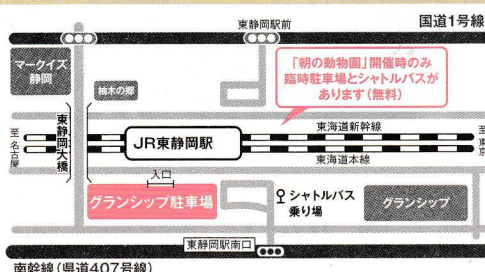 東静岡駅前
国道1号線
マークイズ
静岡
柚木の郷
「朝の動物園」開催時のみ
臨時駐車場とシャトルバスが
あります(無料)
東静岡大橋
至 名古屋
JR東静岡駅
東海道新幹線
東海道本線
至 東京
入口
グランシップ駐車場
シャトルバス
乗り場
グランシップ
東静岡駅南口
南幹線(県道407号線)